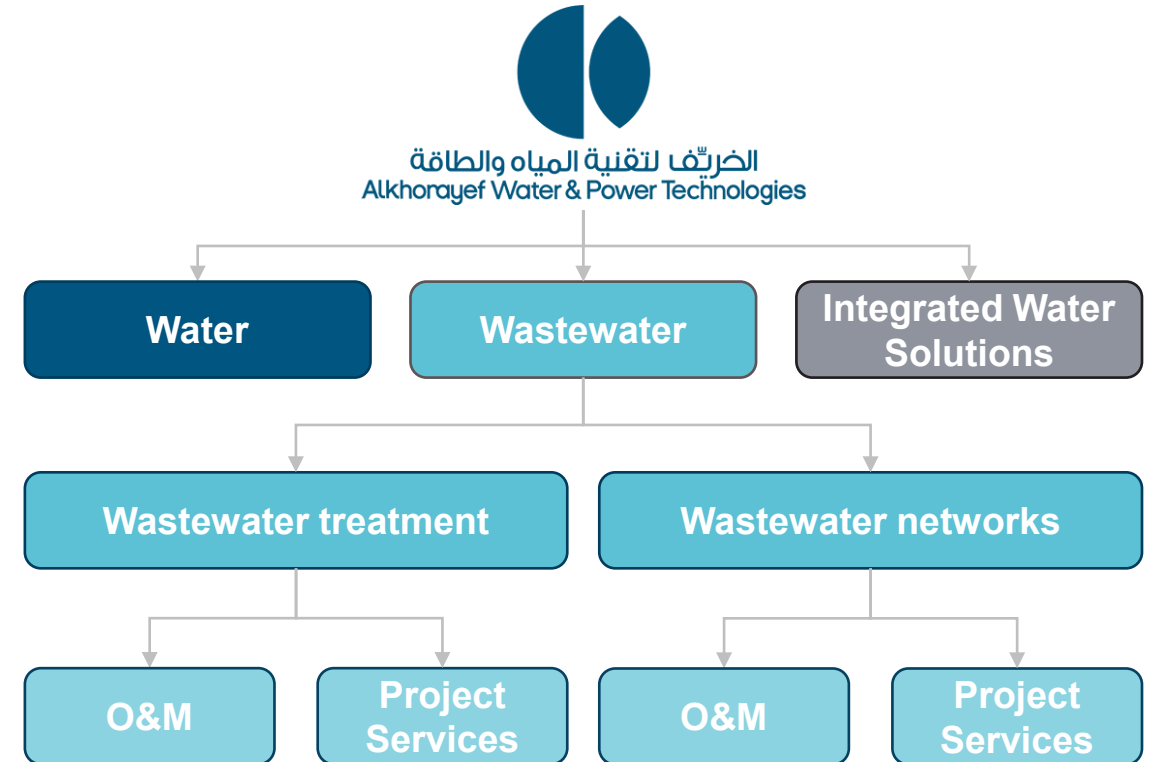 الخريّف لتقنية المياه والطاقة
Alkhorayef Water & Power Technologies
Water
Wastewater
Integrated Water
Solutions
Wastewater treatment
Wastewater networks
O&M
Project
Services
O&M
Project
Services